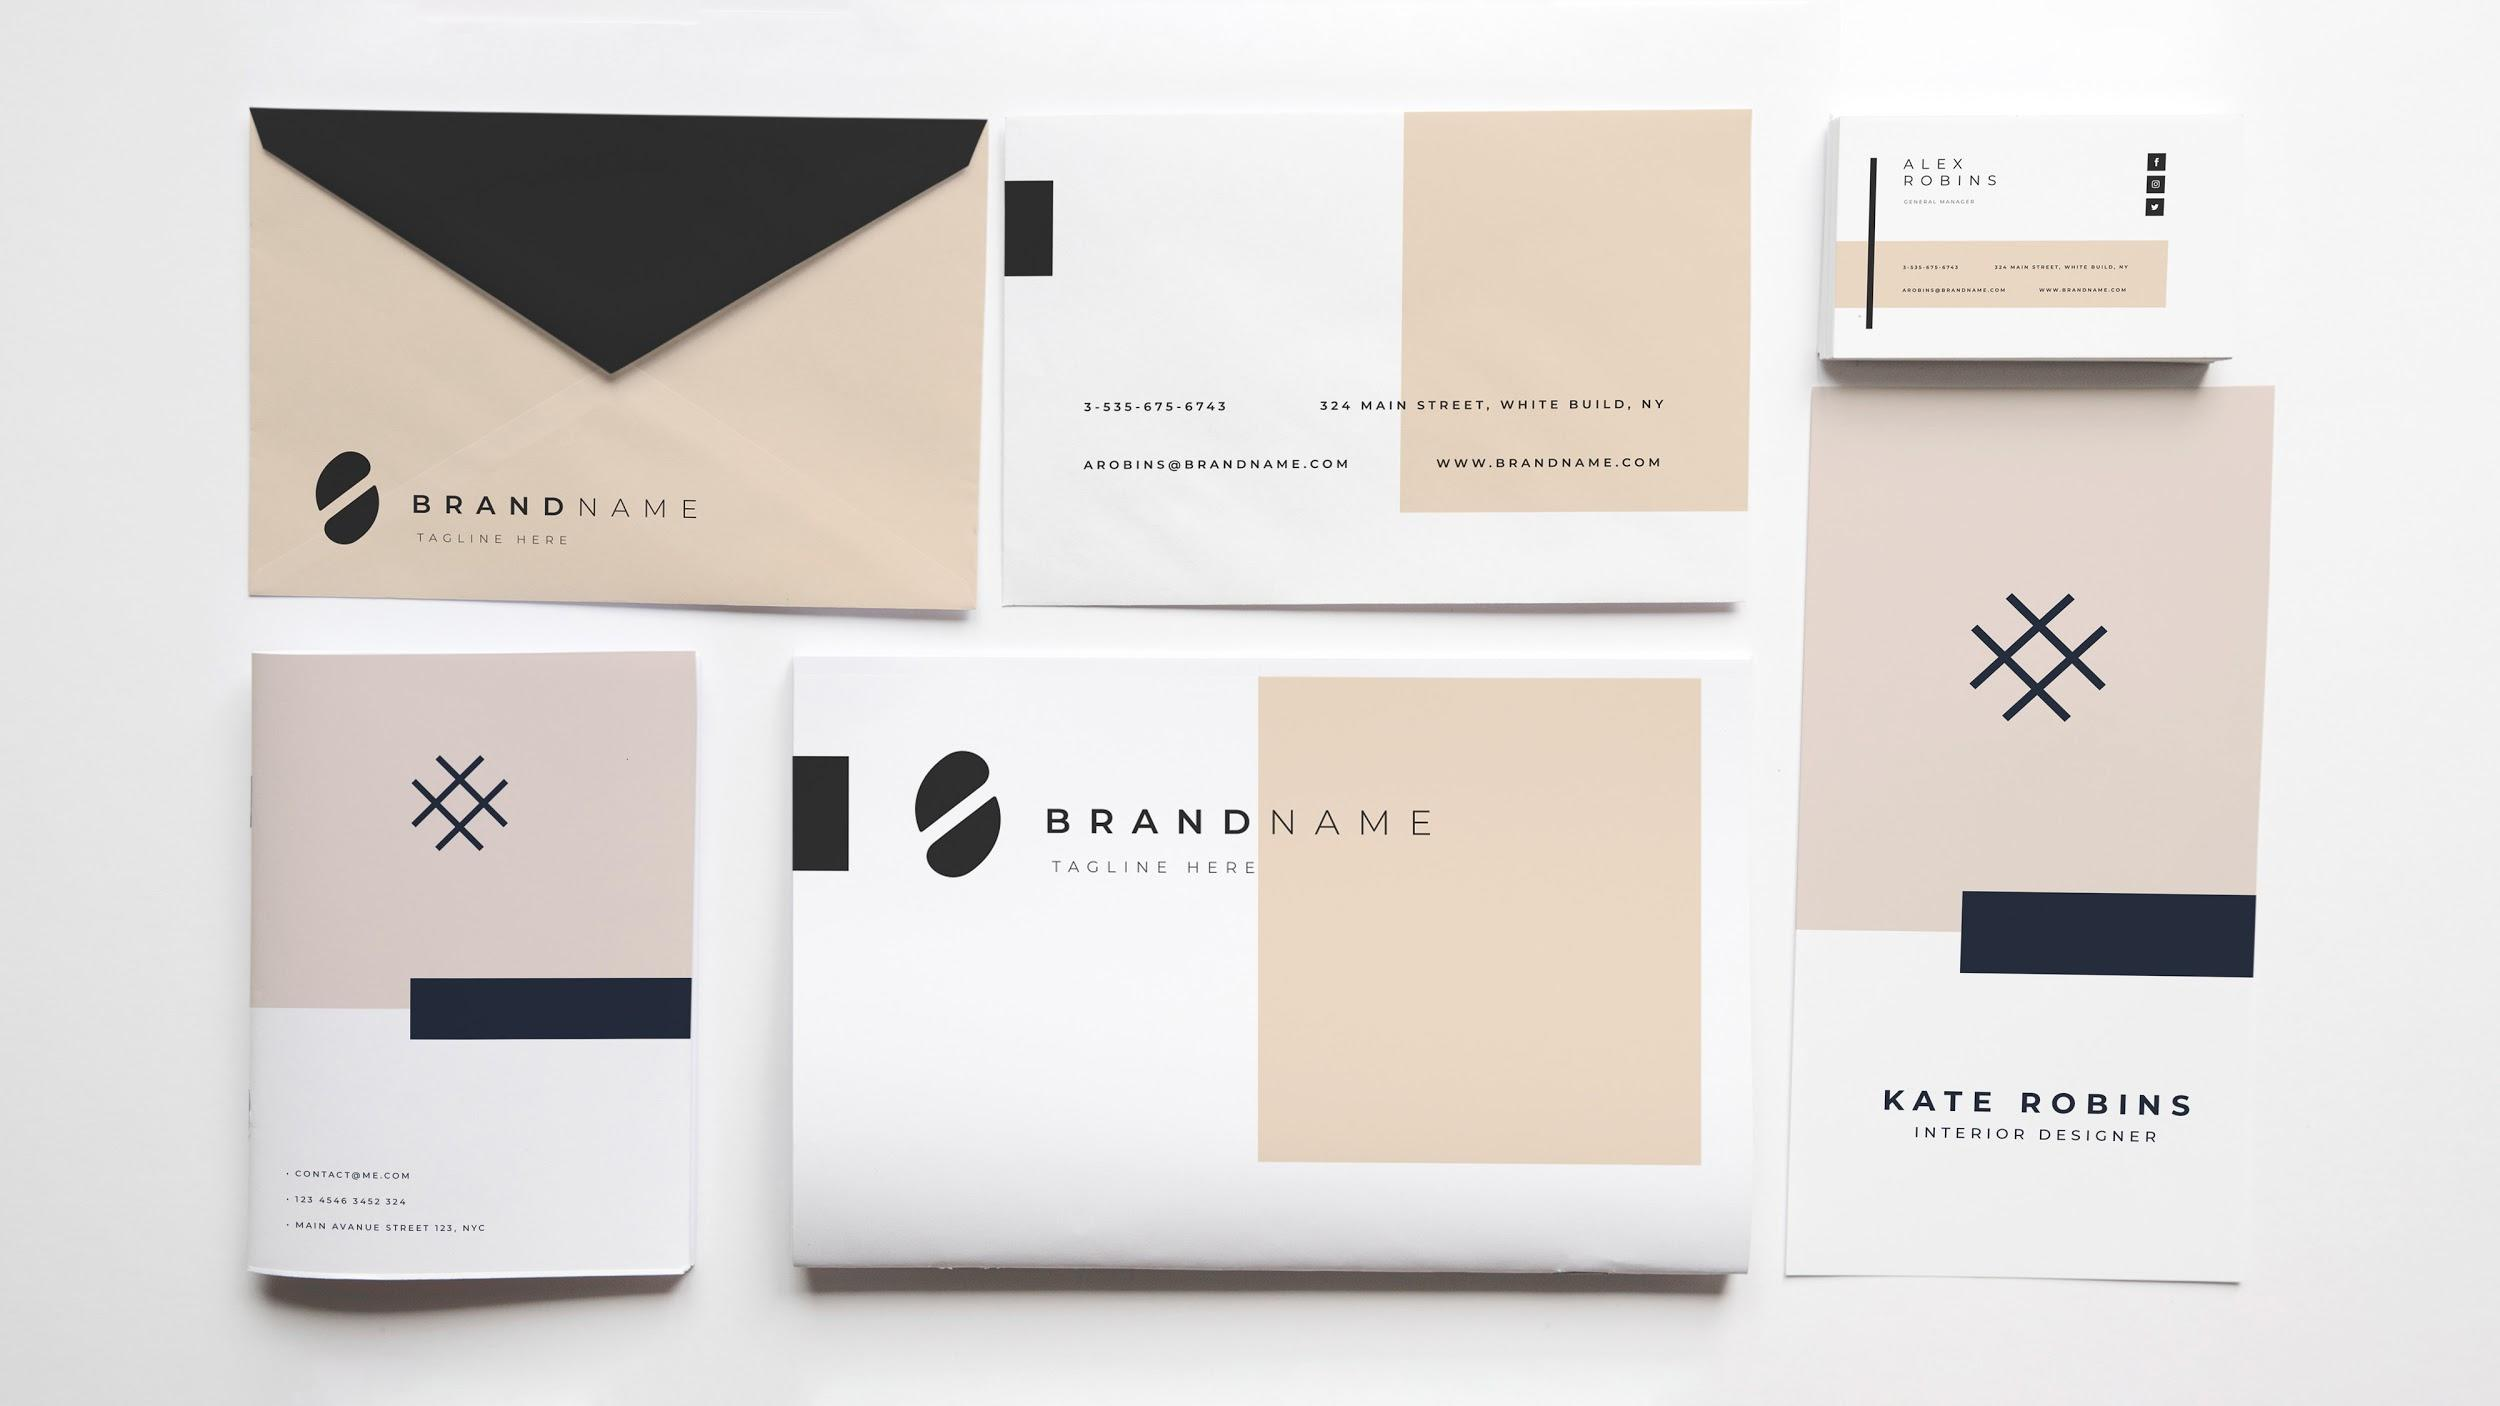 BRANDNAME
TAGLINE HERE
3-535-675-6743
324 MAIN STREET, WHITE BUILD, NY
AROBINS@BRANDNAME.COM
WWW.BRANDNAME.COM
ALEX
ROBINS
GENERAL MANAGER
3-535-675-6743
324 MAIN STREET, WHITE BUILD, NY
AROBINS@BRANDNAME.COM
WWW.BRANDNAME.COM
· CONTACT@ME.COM
· 123 4546 3452 324
· MAIN AVANUE STREET 123, NYC
BRANDNAME
TAGLINE HERE
KATE ROBINS
INTERIOR DESIGNER